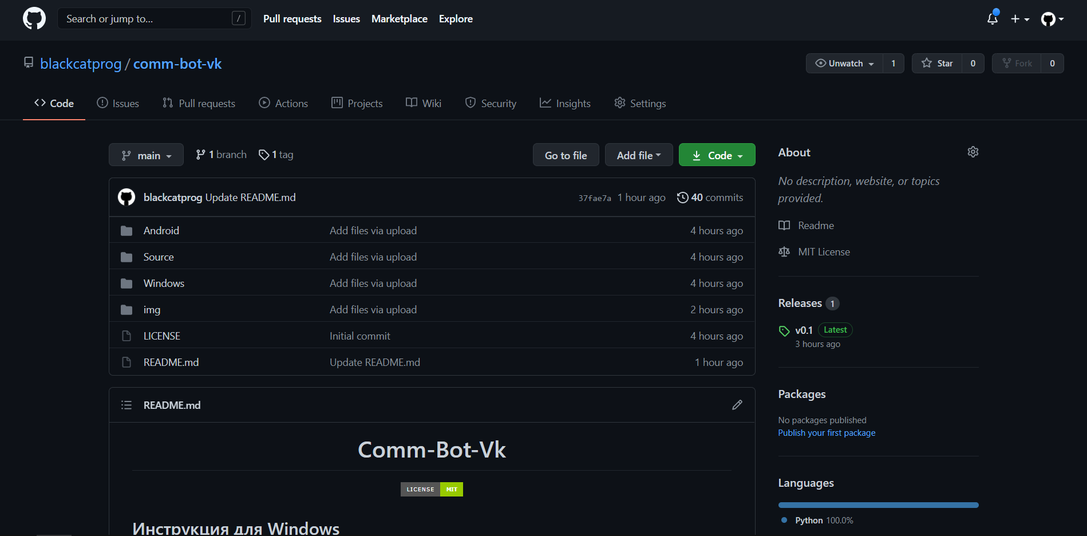 Search or jump to... /
Pull requests Issues Marketplace Explore
blackcatprog / comm-bot-vk
Unwatch 1 Star 0 Fork 0
Code Issues Pull requests Actions Projects Wiki Security Insights Settings
main 1 branch 1 tag
Go to file Add file Code
blackcatprog Update README.md 37fae7a 1 hour ago 40 commits
Android Add files via upload 4 hours ago
Source Add files via upload 4 hours ago
Windows Add files via upload 4 hours ago
img Add files via upload 2 hours ago
LICENSE Initial commit 4 hours ago
README.md Update README.md 1 hour ago
README.md
Comm-Bot-Vk
LICENSE MIT
Инструкция для Windows
About
No description, website, or topics
provided.
Readme
MIT License
Releases 1
v0.1 Latest
3 hours ago
Packages
No packages published
Publish your first package
Languages
Python 100.0%